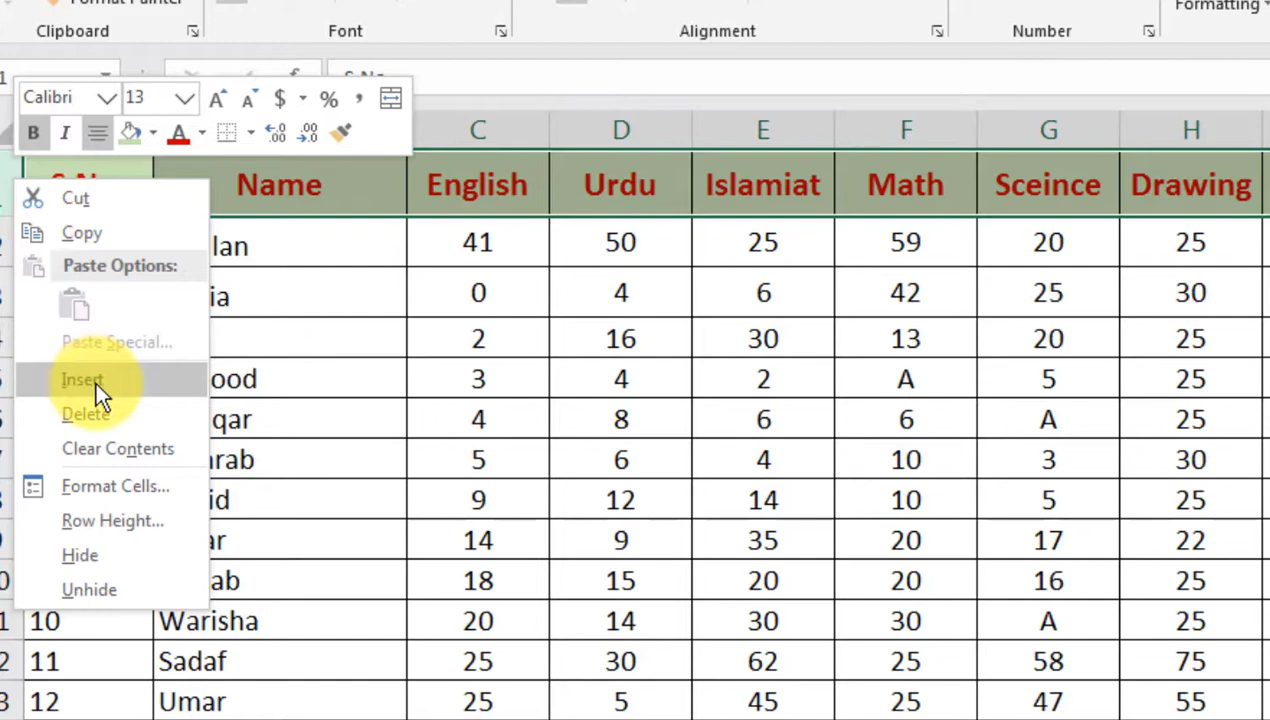 Format Painter
Formatting
Clipboard Font Alignment Number
Calibri 13
$ % ,
B I A
C D E F G H
Name English Urdu Islamiat Math Sceince Drawing
lan 41 50 25 59 20 25
ia 0 4 6 42 25 30
2 16 30 13 20 25
ood 3 4 2 A 5 25
qar 4 8 6 6 A 25
arab 5 6 4 10 3 30
id 9 12 14 10 5 25
ar 14 9 35 20 17 22
ab 18 15 20 20 16 25
10 Warisha 20 14 30 30 A 25
11 Sadaf 25 30 62 25 58 75
12 Umar 25 5 45 25 47 55
Cut
Copy
Paste Options:
Paste Special...
Insert
Delete
Clear Contents
Format Cells...
Row Height...
Hide
Unhide